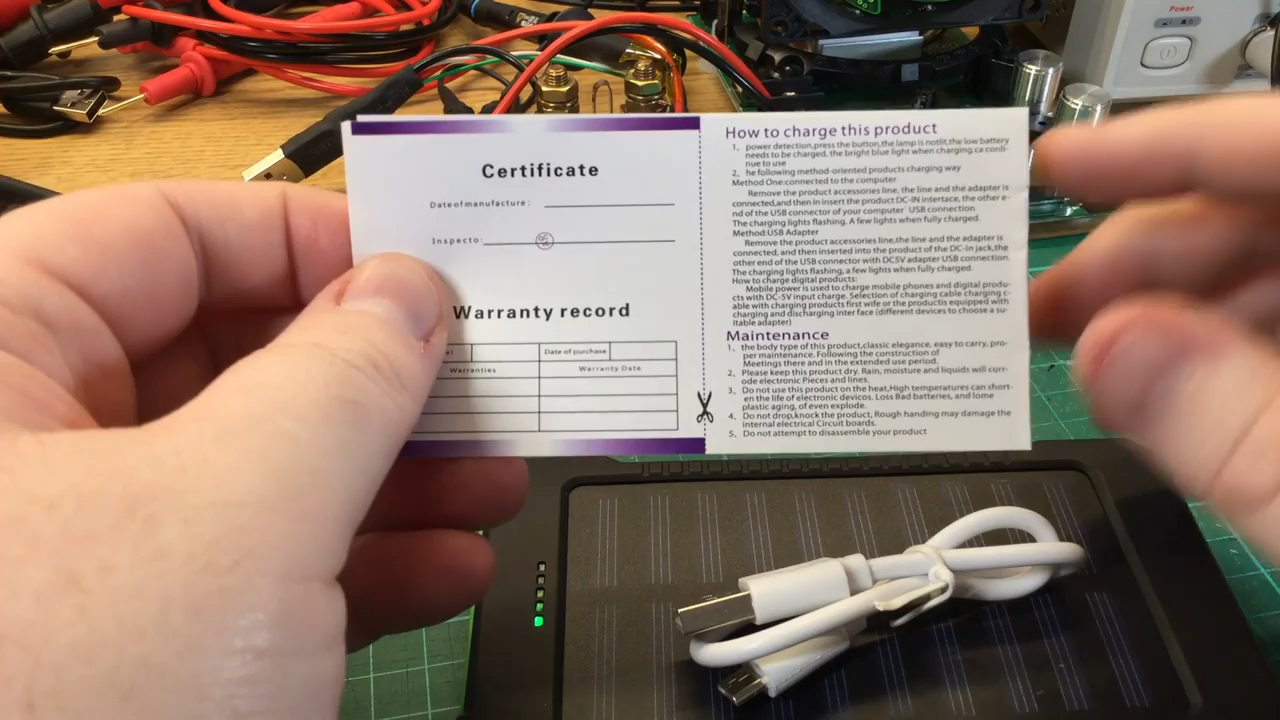 Power
Certificate
Date of manufacture:
Inspecto:
Warranty record
Date of purchase
Warranties
Warranty Date
How to charge this product
1、 power detection,press the button,the lamp is notlit,the low battery
needs to be charged, the bright blue light when charging,ca conti-
nue to use
2、 he following method-oriented products charging way
Method One:connected to the computer
Remove the product accessories line, the line and the adapter is
connected,and then in insert the product DC-IN interface, the other e-
nd of the USB connector of your computer USB connection
The charging lights flashing. A few lights when fully charged.
Method:USB Adapter
Remove the product accessories line,the line and the adapter is
connected, and then inserted into the product of the DC-In jack,the
other end of the USB connector with DC5V adapter USB connection.
The charging lights flashing, a few lights when fully charged.
How to charge digital products:
Mobile power is used to charge mobile phones and digital produ-
cts with DC-5V input charge. Selection of charging cable charging c-
able with charging products first wife or the productis equipped with
charging and discharging inter face (different devices to choose a su-
itable adapter)
Maintenance
1、 the body type of this product,classic elegance, easy to carry, pro-
per maintenance. Following the construction of
Meetings there and in the extended use period.
2、 Please keep this product dry. Rain, moisture and liquids will corr-
ode electronic Pieces and lines.
3、 Do not use this product on the heat,High temperatures can short-
en the life of electronic devicos. Loss Bad batteries, and lome
plastic aging, of even explode.
4、 Do not drop,knock the product, Rough handing may damage the
internal electrical Circuit boards.
5、 Do not attempt to disassemble your product